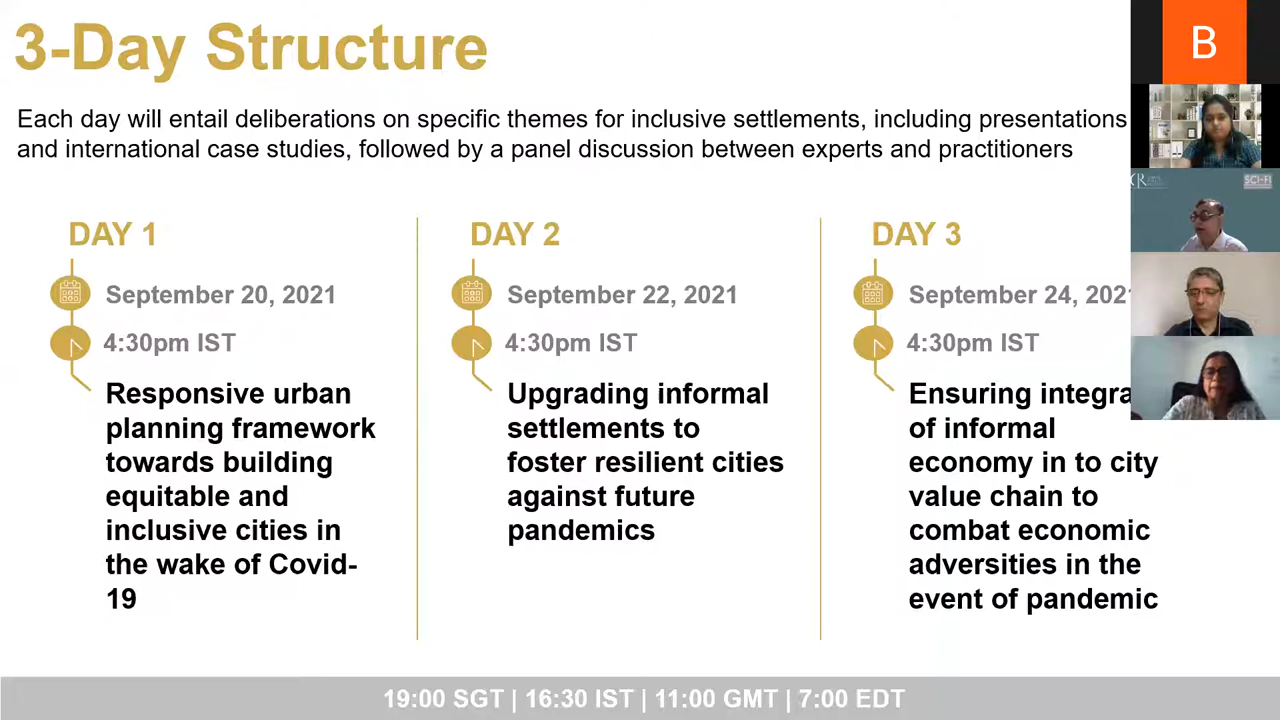 3-Day Structure
Each day will entail deliberations on specific themes for inclusive settlements, including presentations
and international case studies, followed by a panel discussion between experts and practitioners
DAY 1
September 20, 2021
4:30pm IST
Responsive urban
planning framework
towards building
equitable and
inclusive cities in
the wake of Covid-
19
DAY 2
September 22, 2021
4:30pm IST
Upgrading informal
settlements to
foster resilient cities
against future
pandemics
DAY 3
September 24, 202
4:30pm IST
Ensuring integra
of informal
economy in to city
value chain to
combat economic
adversities in the
event of pandemic
19:00 SGT | 16:30 IST | 11:00 GMT | 7:00 EDT
B
SCI-FI